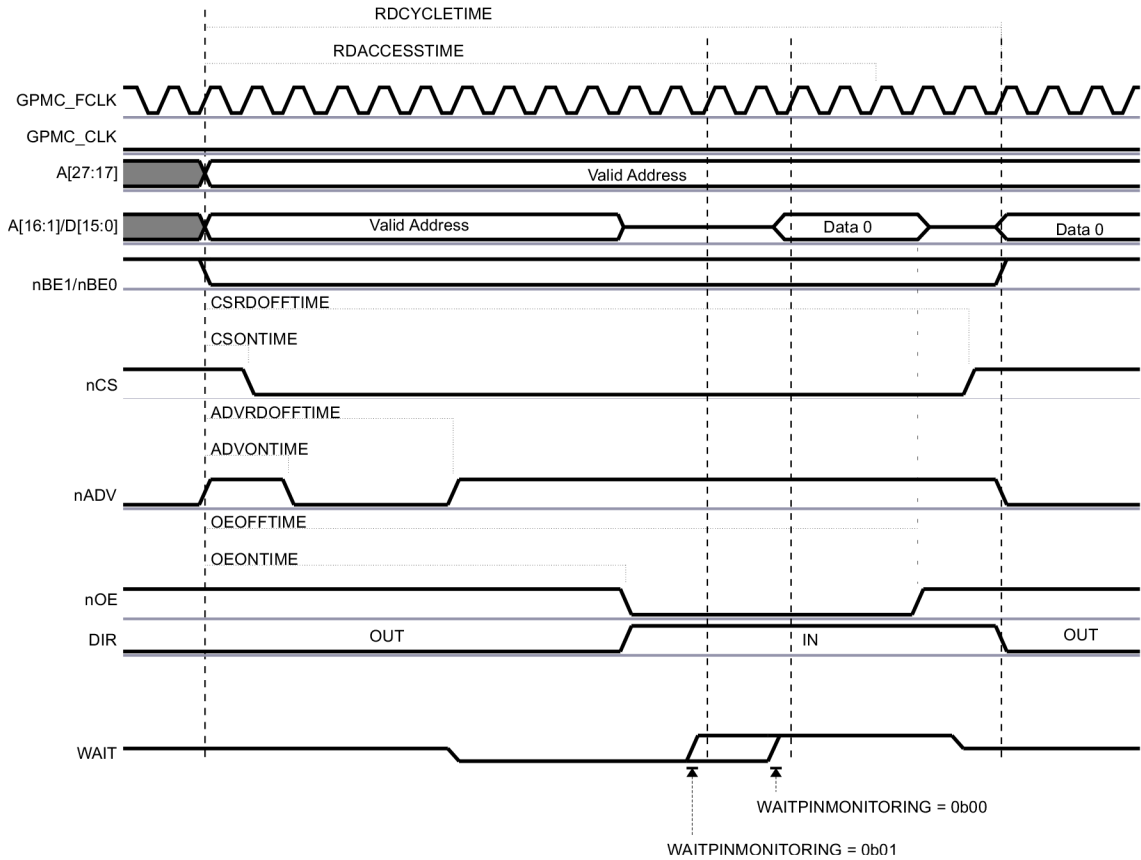 RDCYCLETIME
RDACCESSTIME
GPMC_FCLK
GPMC_CLK
A[27:17]
Valid Address
A[16:1]/D[15:0]
Valid Address
Data 0
Data 0
nBE1/nBE0
CSRDOFFTIME
CSONTIME
nCS
ADVRDOFFTIME
ADVONTIME
nADV
OEOFFTIME
OEONTIME
nOE
DIR
OUT
IN
OUT
WAIT
WAITPINMONITORING = 0b00
WAITPINMONITORING = 0b01